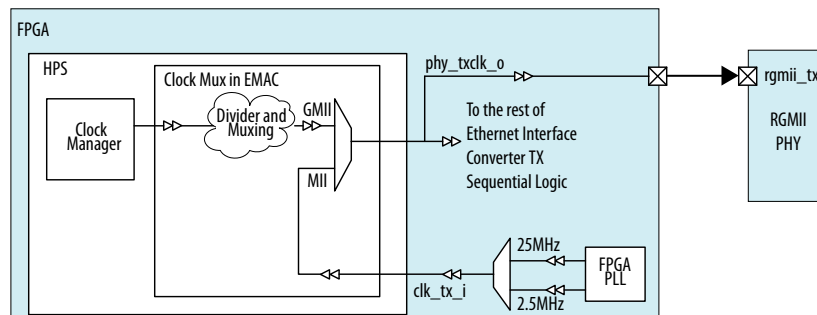 FPGA
HPS
Clock Mux in EMAC
phy_txclk_o
rgmii_tx
Clock
Manager
Divider and
Muxing
GMII
MII
To the rest of
Ethernet Interface
Converter TX
Sequential Logic
RGMII
PHY
25MHz
FPGA
PLL
clk_tx_i
2.5MHz